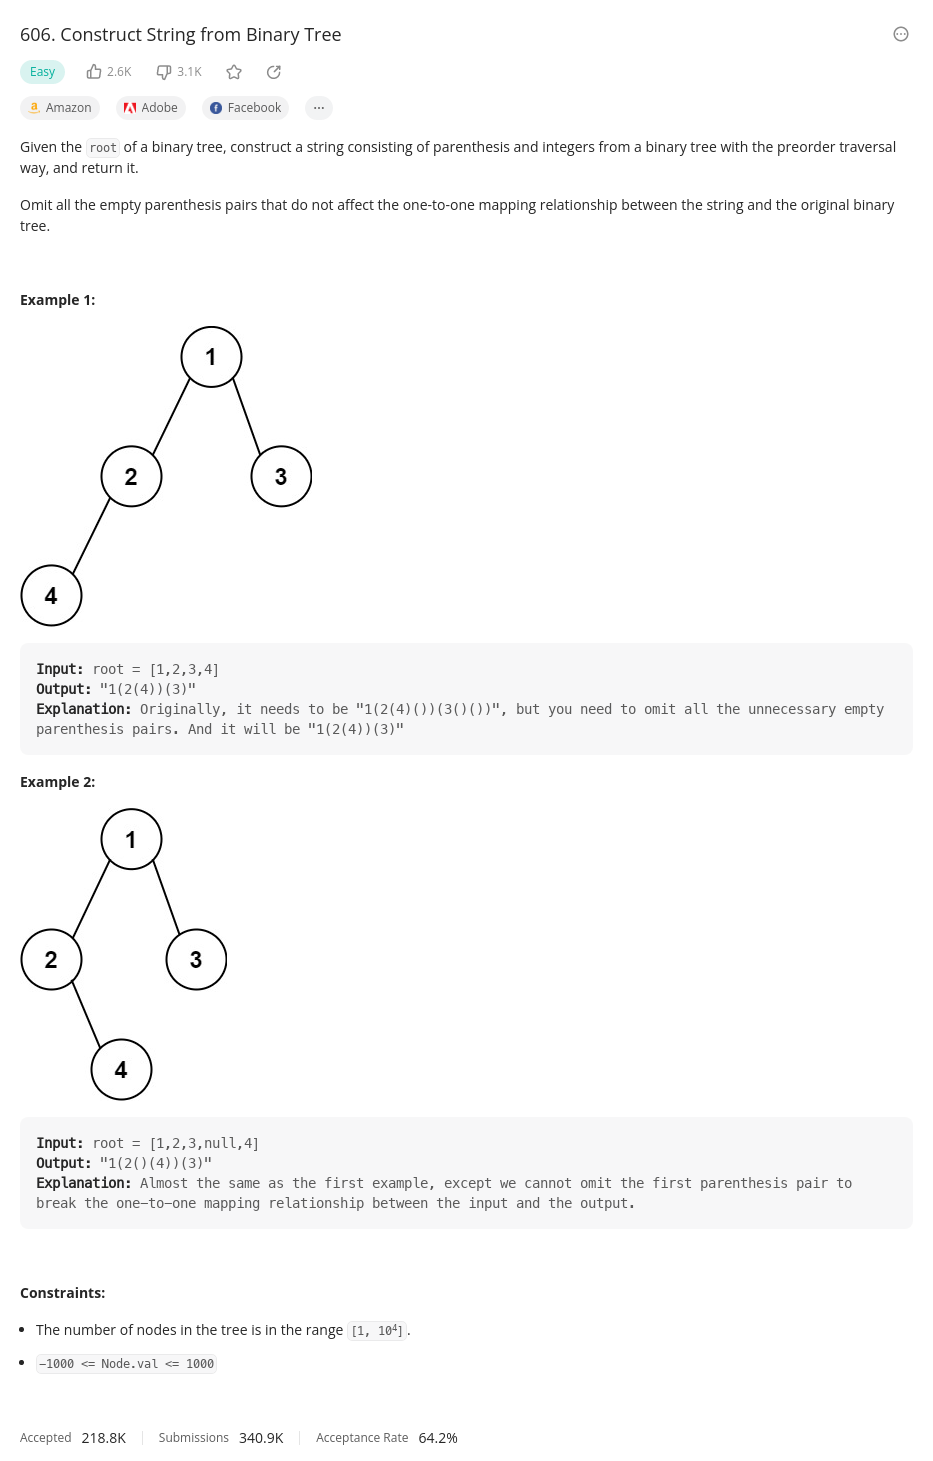 606. Construct String from Binary Tree
Easy 2.6K 3.1K
Amazon Adobe Facebook ...
Given the root of a binary tree, construct a string consisting of parenthesis and integers from a binary tree with the preorder traversal
way, and return it.
Omit all the empty parenthesis pairs that do not affect the one-to-one mapping relationship between the string and the original binary
tree.
Example 1:
1
2 3
4
Input: root = [1,2,3,4]
Output: "1(2(4))(3)"
Explanation: Originally, it needs to be "1(2(4)())(3()())", but you need to omit all the unnecessary empty
parenthesis pairs. And it will be "1(2(4))(3)"
Example 2:
1
2 3
4
Input: root = [1,2,3,null,4]
Output: "1(2()(4))(3)"
Explanation: Almost the same as the first example, except we cannot omit the first parenthesis pair to
break the one-to-one mapping relationship between the input and the output.
Constraints:
• The number of nodes in the tree is in the range [1, 10⁴].
• -1000 <= Node.val <= 1000
Accepted 218.8K Submissions 340.9K Acceptance Rate 64.2%